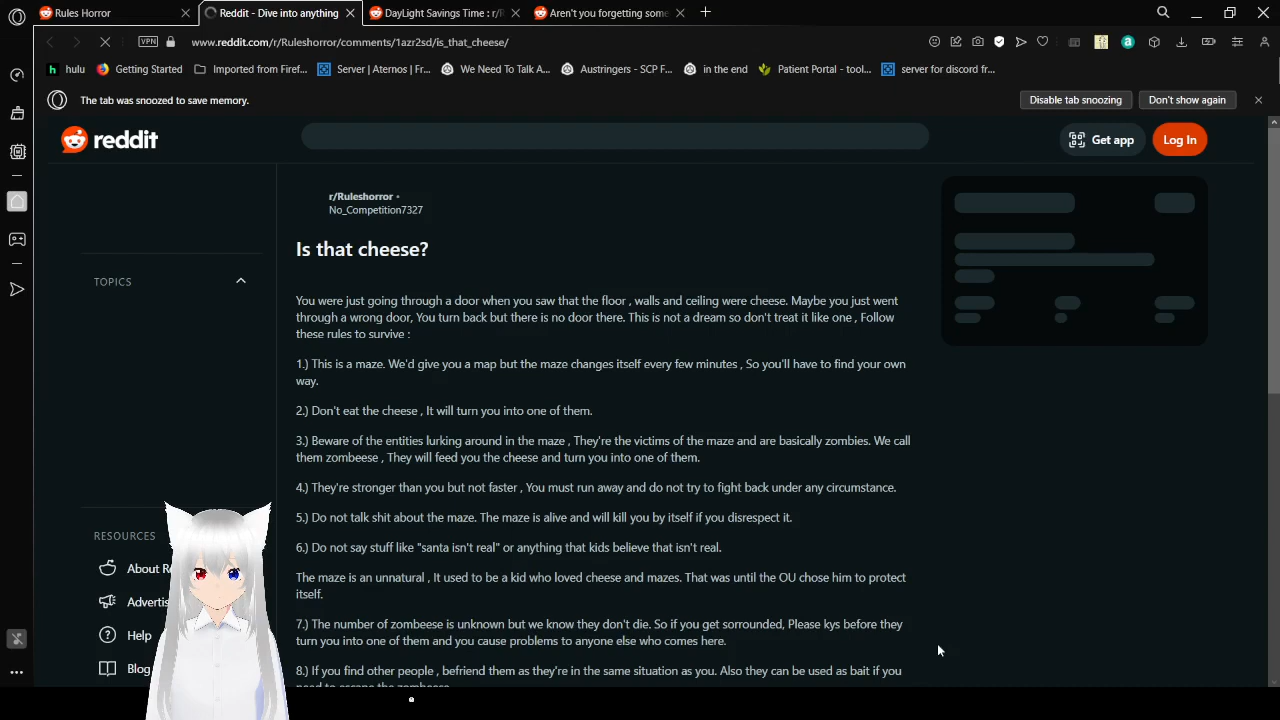 Rules Horror
Reddit - Dive into anything
DayLight Savings Time : r/R
Aren't you forgetting some
VPN
www.reddit.com/r/Ruleshorror/comments/1azr2sd/is_that_cheese/
hulu
Getting Started
Imported from Firef...
Server | Aternos | Fr...
We Need To Talk A...
Austringers - SCP F...
in the end
Patient Portal - tool...
server for discord fr...
The tab was snoozed to save memory.
Disable tab snoozing
Don't show again
reddit
Get app
Log In
r/Ruleshorror •
No_Competition7327
Is that cheese?
TOPICS
You were just going through a door when you saw that the floor , walls and ceiling were cheese. Maybe you just went
through a wrong door, You turn back but there is no door there. This is not a dream so don't treat it like one , Follow
these rules to survive :
1.) This is a maze. We'd give you a map but the maze changes itself every few minutes , So you'll have to find your own
way.
2.) Don't eat the cheese , It will turn you into one of them.
3.) Beware of the entities lurking around in the maze , They're the victims of the maze and are basically zombies. We call
them zombeese , They will feed you the cheese and turn you into one of them.
4.) They're stronger than you but not faster , You must run away and do not try to fight back under any circumstance.
5.) Do not talk shit about the maze. The maze is alive and will kill you by itself if you disrespect it.
6.) Do not say stuff like "santa isn't real" or anything that kids believe that isn't real.
The maze is an unnatural , It used to be a kid who loved cheese and mazes. That was until the OU chose him to protect
itself.
7.) The number of zombeese is unknown but we know they don't die. So if you get sorrounded, Please kys before they
turn you into one of them and you cause problems to anyone else who comes here.
8.) If you find other people , befriend them as they're in the same situation as you. Also they can be used as bait if you
need to escape the zombeese.
RESOURCES
About Re
Advertis
Help
Blog